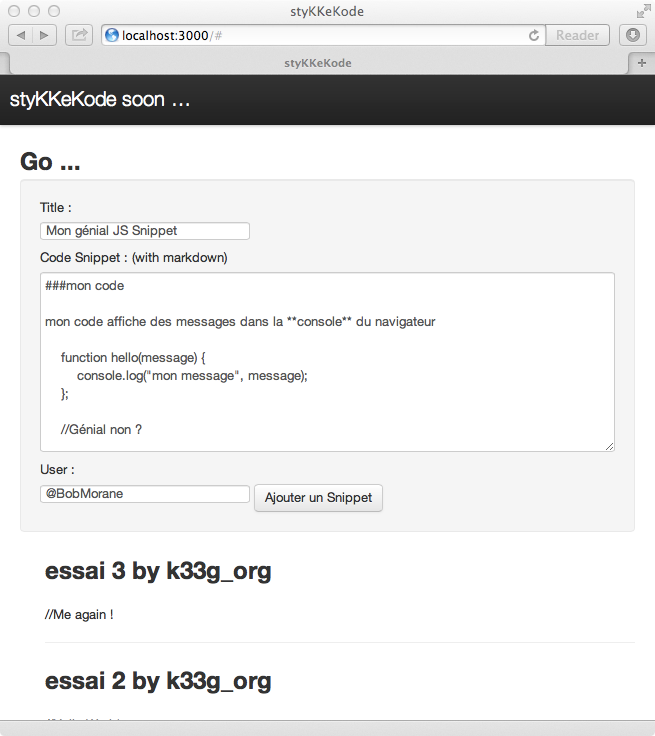 styKKeKode
localhost:3000/#
Reader
styKKeKode
styKKeKode soon ...
Go ...
Title :
Mon génial JS Snippet
Code Snippet : (with markdown)
###mon code
mon code affiche des messages dans la **console** du navigateur
function hello(message) {
console.log("mon message", message);
};
//Génial non ?
User :
@BobMorane
Ajouter un Snippet
essai 3 by k33g_org
//Me again !
essai 2 by k33g_org